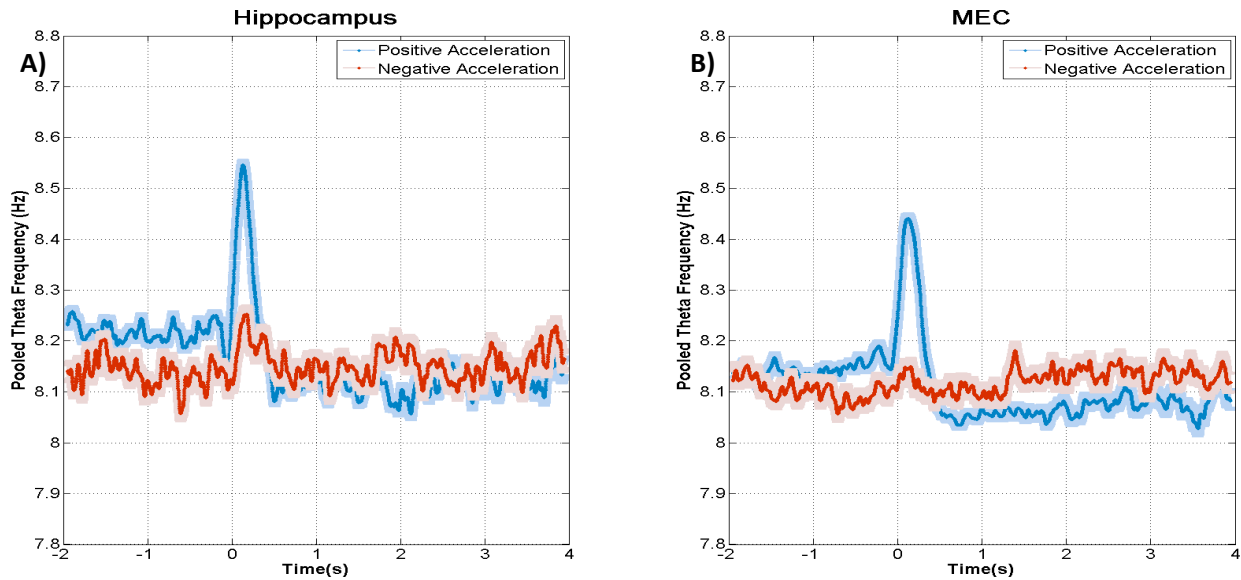 Hippocampus
A)
Positive Acceleration
Negative Acceleration
Pooled Theta Frequency (Hz)
8.8
8.7
8.6
8.5
8.4
8.3
8.2
8.1
8
7.9
7.8
-2 -1 0 1 2 3 4
Time(s)
MEC
B)
Positive Acceleration
Negative Acceleration
Pooled Theta Frequency (Hz)
8.8
8.7
8.6
8.5
8.4
8.3
8.2
8.1
8
7.9
7.8
-2 -1 0 1 2 3 4
Time(s)